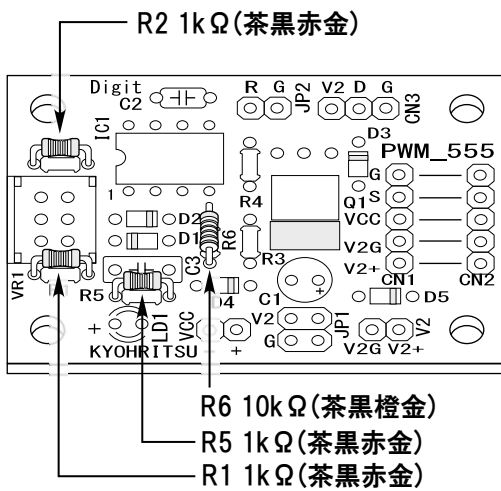 R2 1kΩ(茶黒赤金)
Digit
C2
R G
JP2
V2 D G
CN3
IC1
D3
PWM_555
1
R4
Q1
G
S
VCC
V2G
V2+
D2
D1
R6
C3
R3
VR1
R5
D4
C1
+
CN1
CN2
D5
+
LD1
VCC
+
V2
G
JP1
V2
V2G V2+
KYOHRITSU
R6 10kΩ(茶黒橙金)
R5 1kΩ(茶黒赤金)
R1 1kΩ(茶黒赤金)